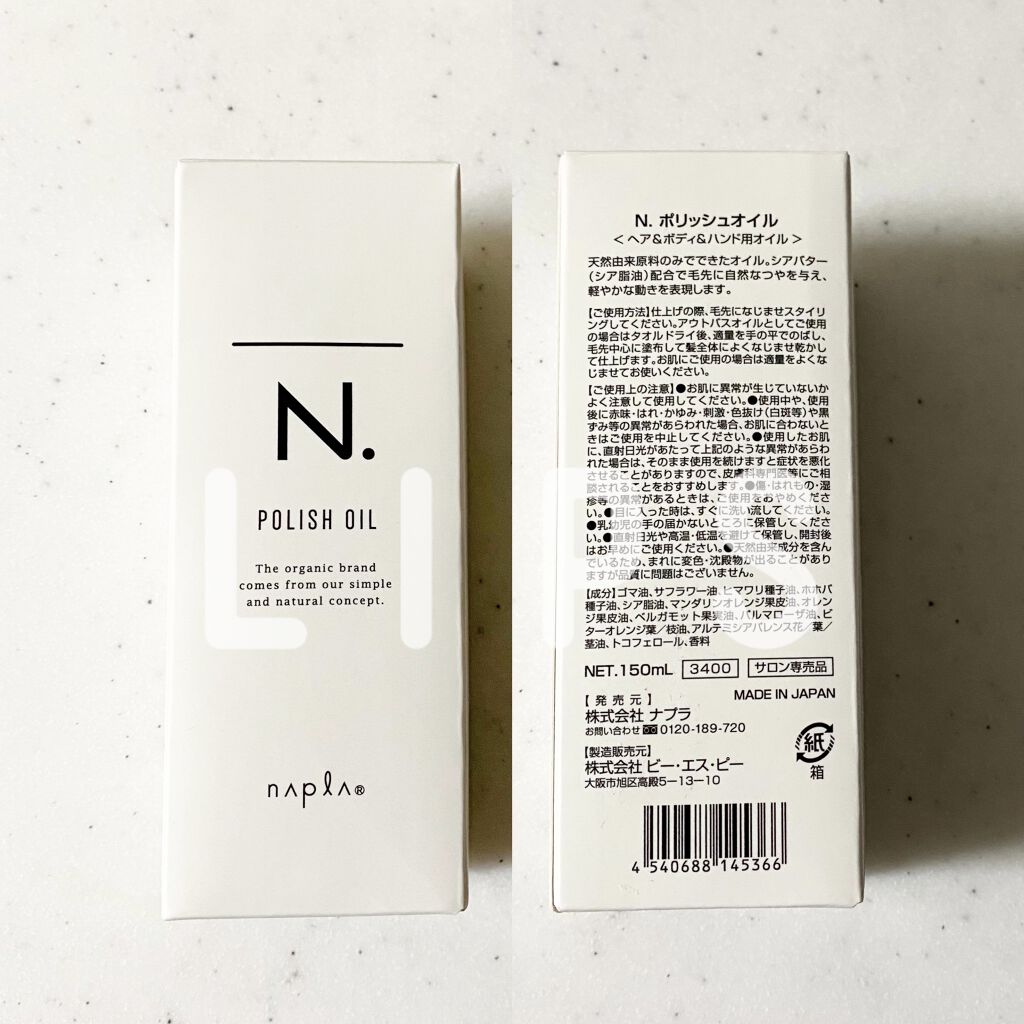 N.
POLISH OIL
The organic brand
comes from our simple
and natural concept.
napla®
N. ポリッシュオイル
<ヘア&ボディ&ハンド用オイル>
天然由来原料のみでできたオイル。シアバター
(シア脂油)配合で毛先に自然なつやを与え、
軽やかな動きを表現します。
【ご使用方法】仕上げの際、毛先になじませスタイリ
ングしてください。アウトバスオイルとしてご使用
の場合はタオルドライ後、適量を手の平でのばし、
毛先中心に塗布して髪全体によくなじませ乾かし
て仕上げます。お肌にご使用の場合は適量をよくな
じませてお使いください。
【ご使用上の注意】●お肌に異常が生じていないか
よく注意して使用してください。●使用中や、使用
後に赤味・はれ・かゆみ・刺激・色抜け(白斑等)や黒
ずみ等の異常があらわれた場合、お肌に合わないと
きはご使用を中止してください。●使用したお肌
に、直射日光があたって上記のような異常があらわ
れた場合は、そのまま使用を続けますと症状を悪化
させることがありますので、皮膚科専門医等にご相
談されることをおすすめします。●傷・はれもの・湿
疹等の異常があるときは、ご使用をおやめくださ
い。●目に入った時は、すぐに洗い流してください。
●乳幼児の手の届かないところに保管してくださ
い。●直射日光や高温・低温を避けて保管し、開封後
はお早めにご使用ください。●天然由来成分を含ん
でいるため、まれに変色・沈殿物が出ることがあり
ますが品質に問題はございません。
【成分】ゴマ油、サフラワー油、ヒマワリ種子油、ホホバ
種子油、シア脂油、マンダリンオレンジ果皮油、オレン
ジ果皮油、ベルガモット果実油、パルマローザ油、ビ
ターオレンジ葉/枝油、アルテミシアパレンス花/葉/
茎油、トコフェロール、香料
NET.150mL 3400 サロン専売品
MADE IN JAPAN
【発売元】
株式会社 ナプラ
お問い合わせ 0120-189-720
【製造販売元】
株式会社 ビー・エス・ピー
大阪市旭区高殿5-13-10
紙
箱
4 540688 145366
LIPS